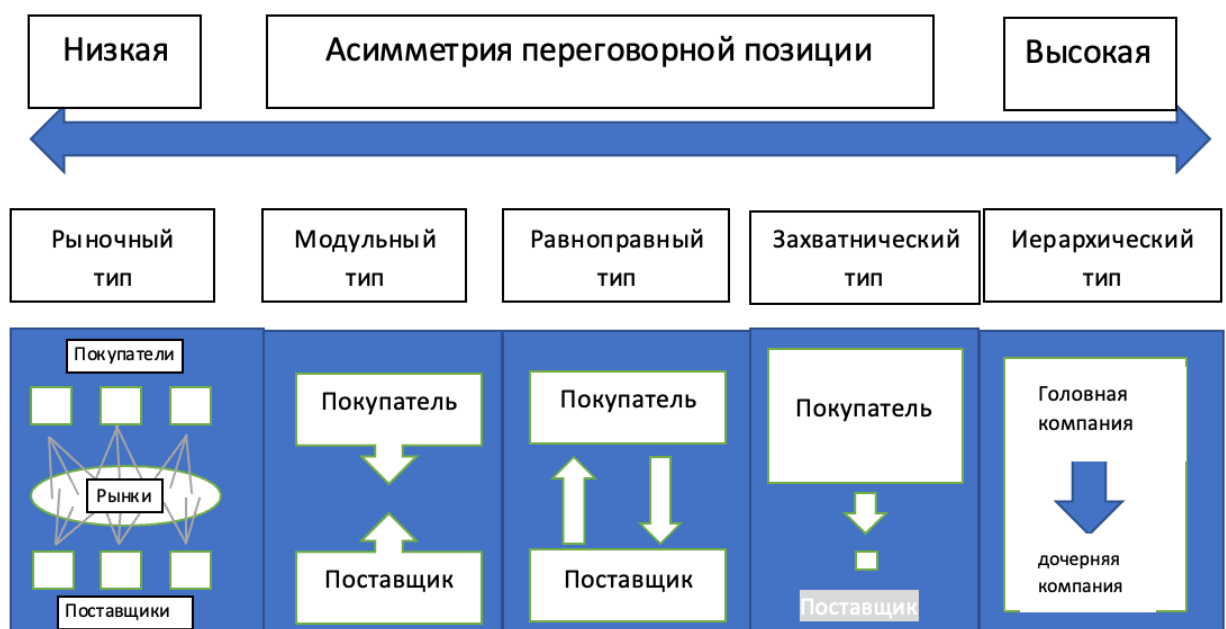 Низкая
Асимметрия переговорной позиции
Высокая
Рыночный
тип
Модульный
тип
Равноправный
тип
Захватнический
тип
Иерархический
тип
Покупатели
Рынки
Поставщики
Покупатель
Поставщик
Покупатель
Поставщик
Покупатель
Поставщик
Головная
компания
дочерняя
компания